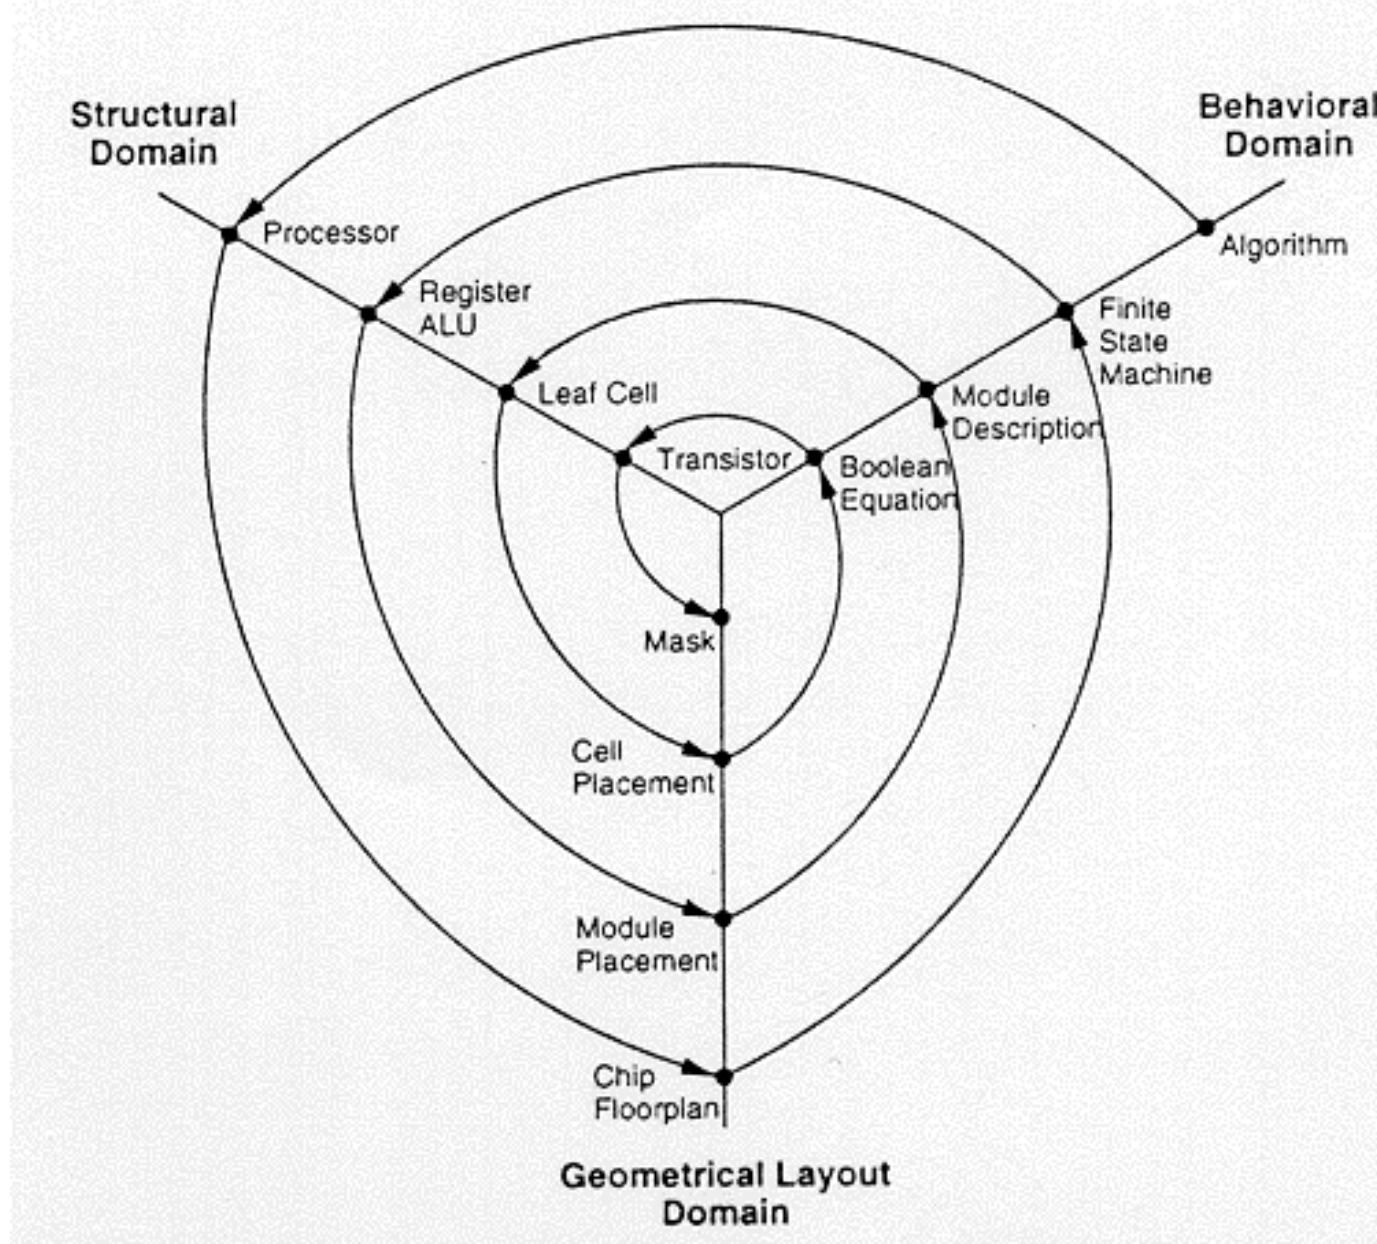 Structural
Domain
Behavioral
Domain
Processor
Algorithm
Register
ALU
Finite
State
Machine
Leaf Cell
Module
Description
Transistor
Boolean
Equation
Mask
Cell
Placement
Module
Placement
Chip
Floorplan
Geometrical Layout
Domain